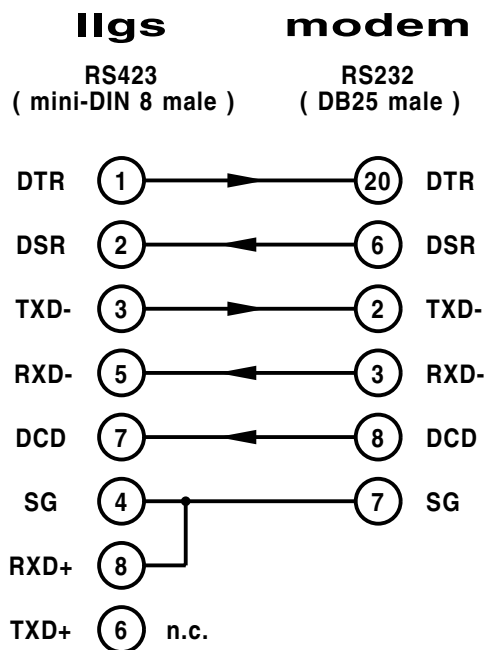 IIgs modem
RS423 RS232
( mini-DIN 8 male ) ( DB25 male )
DTR 1 20 DTR
DSR 2 6 DSR
TXD- 3 2 TXD-
RXD- 5 3 RXD-
DCD 7 8 DCD
SG 4 7 SG
RXD+ 8
TXD+ 6 n.c.